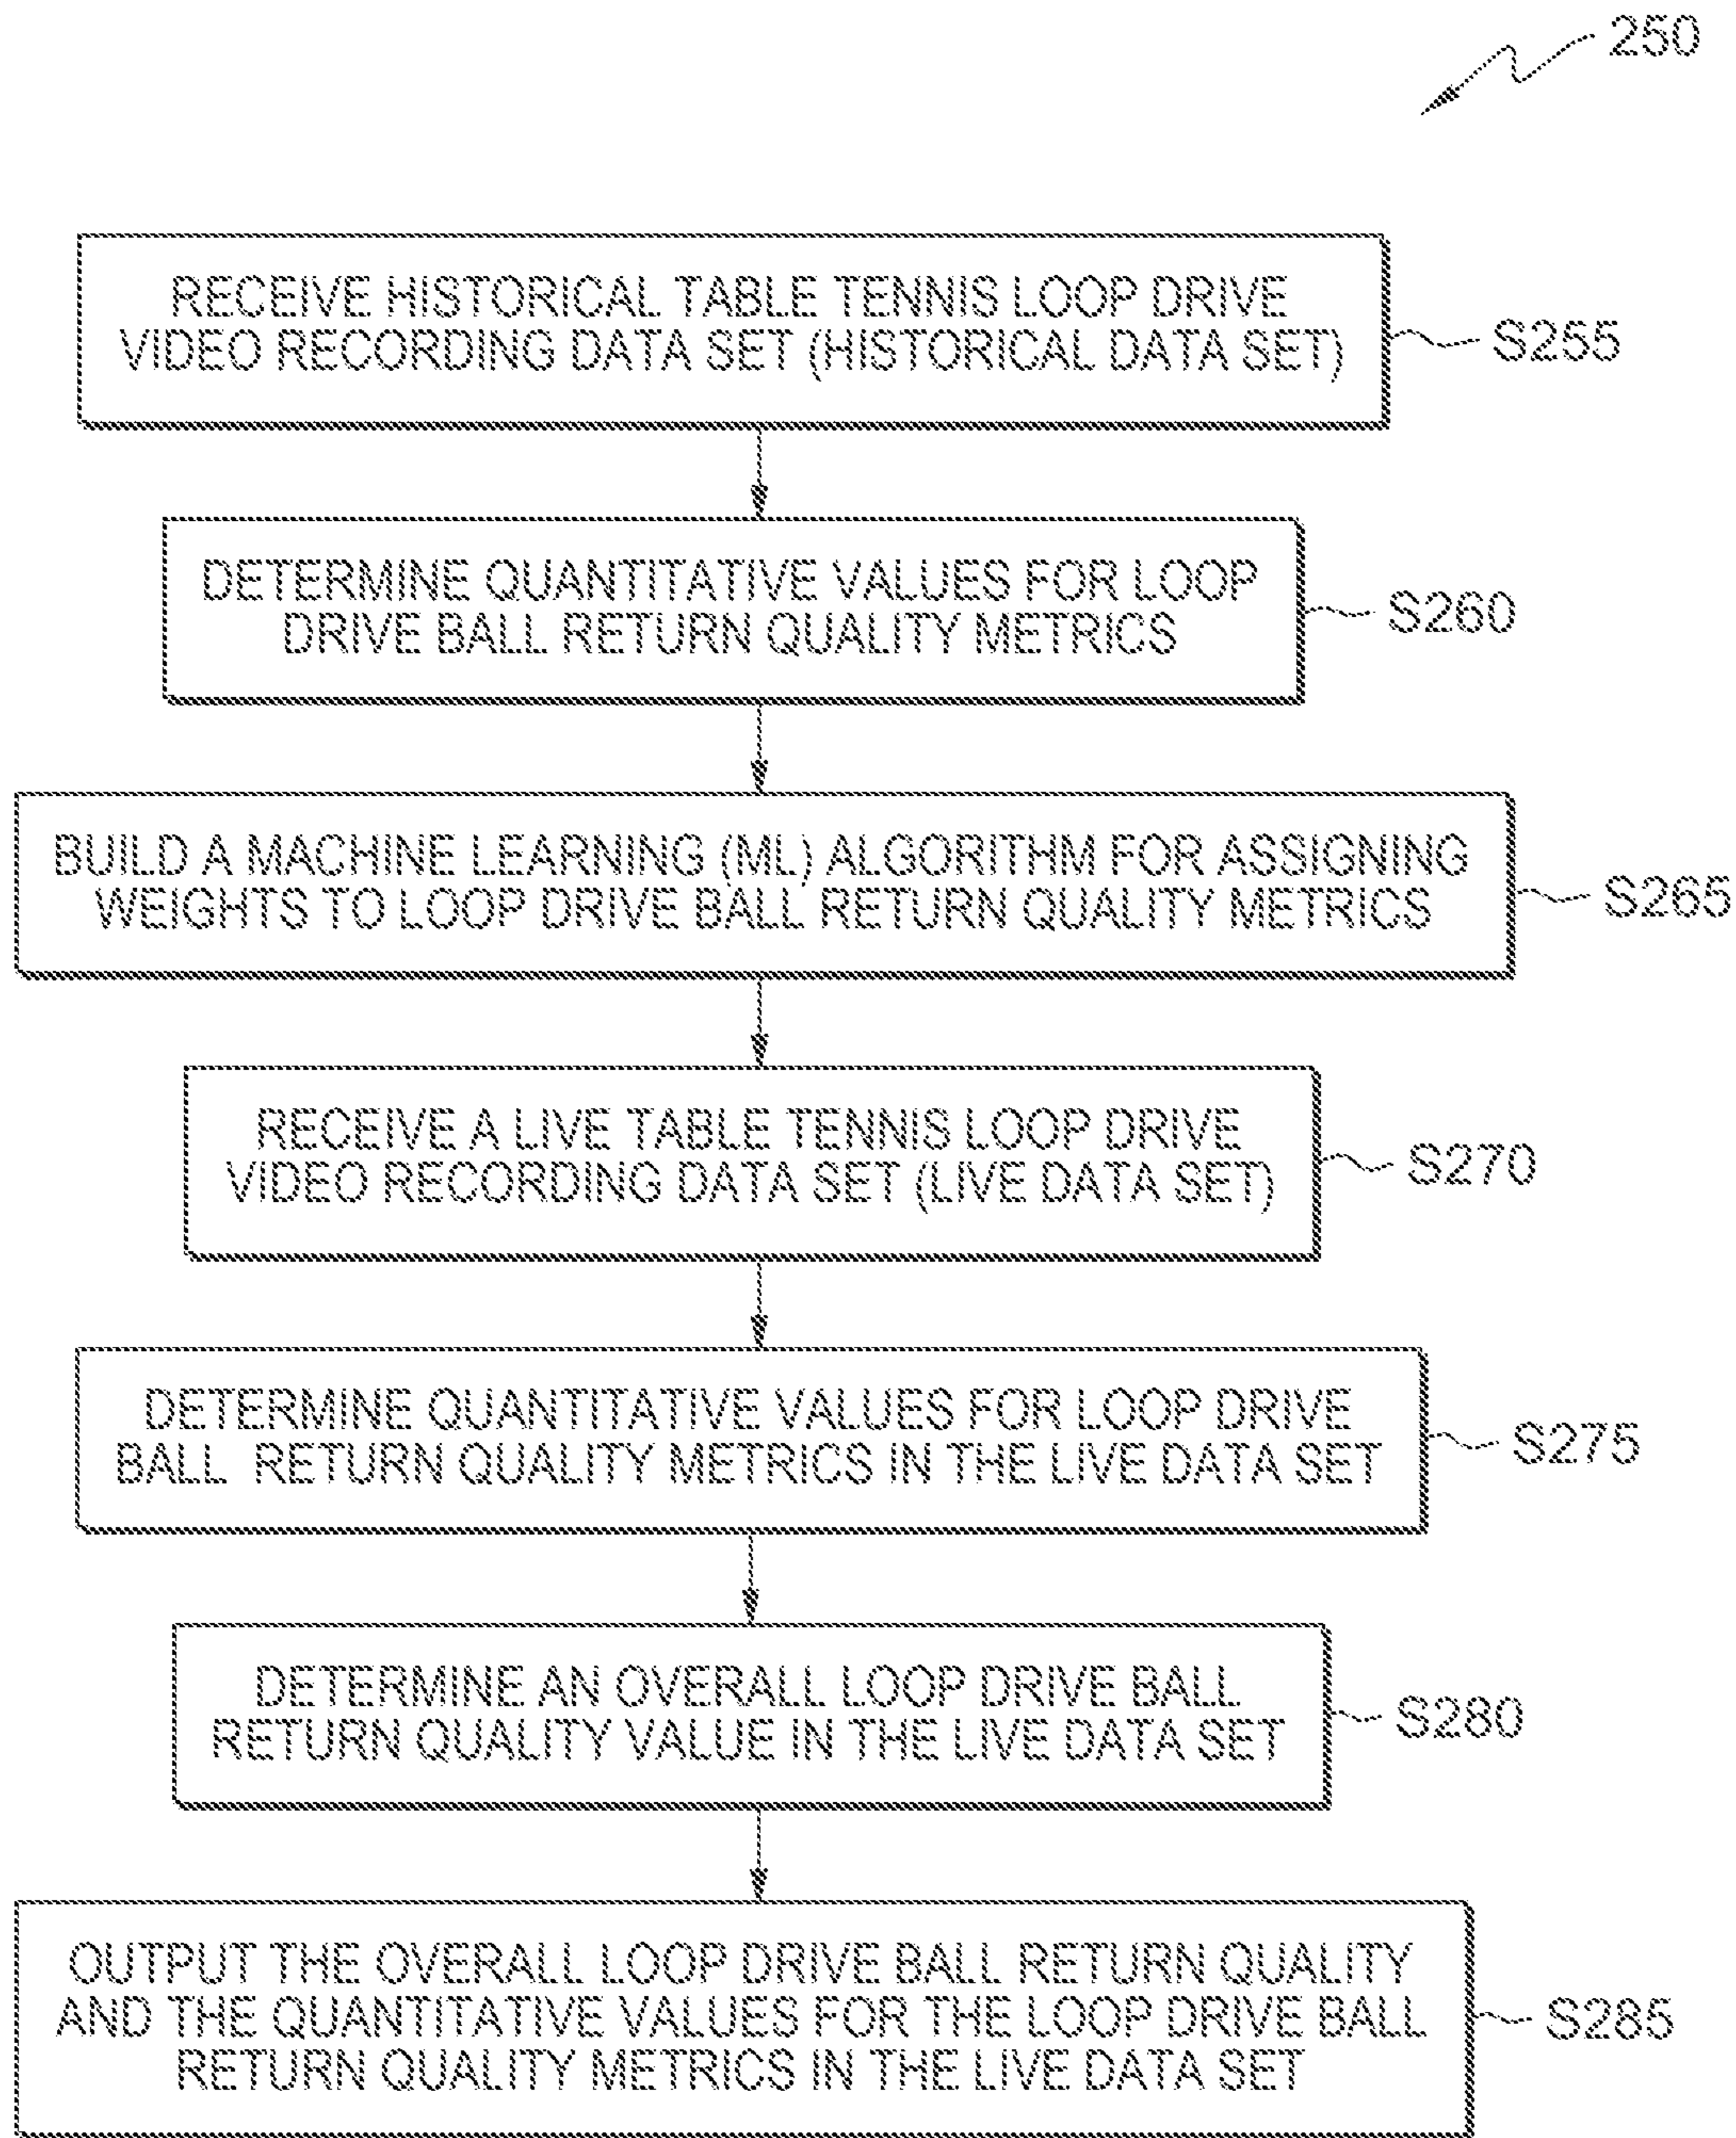 250
RECEIVE HISTORICAL TABLE TENNIS LOOP DRIVE
VIDEO RECORDING DATA SET (HISTORICAL DATA SET)
S255
DETERMINE QUANTITATIVE VALUES FOR LOOP
DRIVE BALL RETURN QUALITY METRICS
S260
BUILD A MACHINE LEARNING (ML) ALGORITHM FOR ASSIGNING
WEIGHTS TO LOOP DRIVE BALL RETURN QUALITY METRICS
S265
RECEIVE A LIVE TABLE TENNIS LOOP DRIVE
VIDEO RECORDING DATA SET (LIVE DATA SET)
S270
DETERMINE QUANTITATIVE VALUES FOR LOOP DRIVE
BALL RETURN QUALITY METRICS IN THE LIVE DATA SET
S275
DETERMINE AN OVERALL LOOP DRIVE BALL
RETURN QUALITY VALUE IN THE LIVE DATA SET
S280
OUTPUT THE OVERALL LOOP DRIVE BALL RETURN QUALITY
AND THE QUANTITATIVE VALUES FOR THE LOOP DRIVE BALL
RETURN QUALITY METRICS IN THE LIVE DATA SET
S285